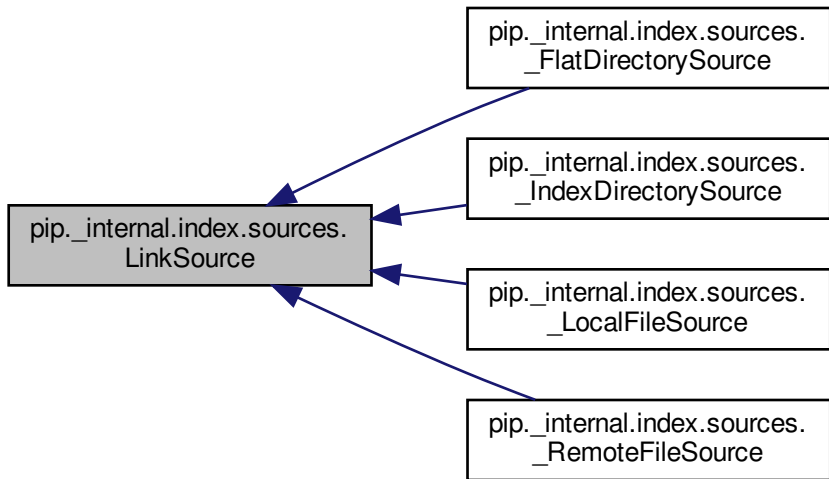 pip._internal.index.sources.
_FlatDirectorySource
pip._internal.index.sources.
_IndexDirectorySource
pip._internal.index.sources.
LinkSource
pip._internal.index.sources.
_LocalFileSource
pip._internal.index.sources.
_RemoteFileSource